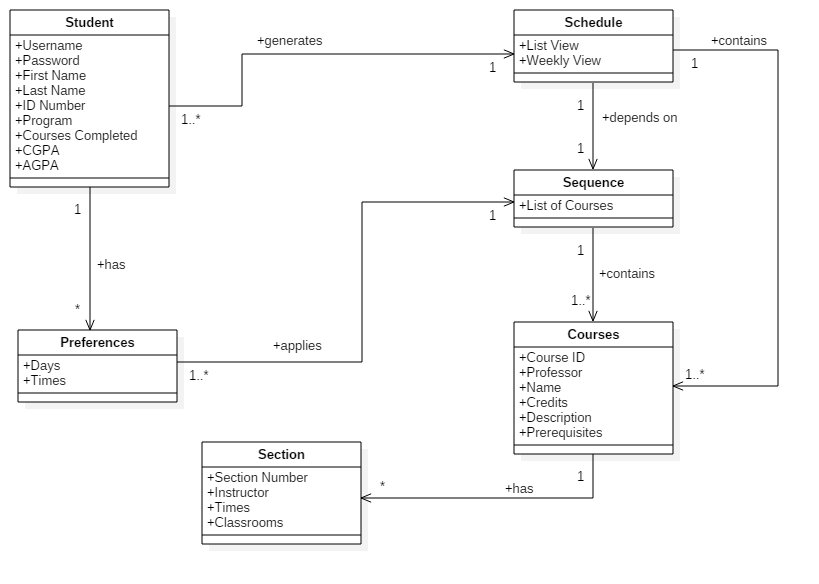 Student
+Username
+Password
+First Name
+Last Name
+ID Number
+Program
+Courses Completed
+CGPA
+AGPA
+generates
1..*
1
Schedule
+List View
+Weekly View
+contains
1
1
+depends on
1
Sequence
+List of Courses
1
1
+has
*
1
+contains
1..*
Preferences
+Days
+Times
+applies
1..*
Courses
+Course ID
+Professor
+Name
+Credits
+Description
+Prerequisites
1..*
Section
+Section Number
+Instructor
+Times
+Classrooms
*
+has
1